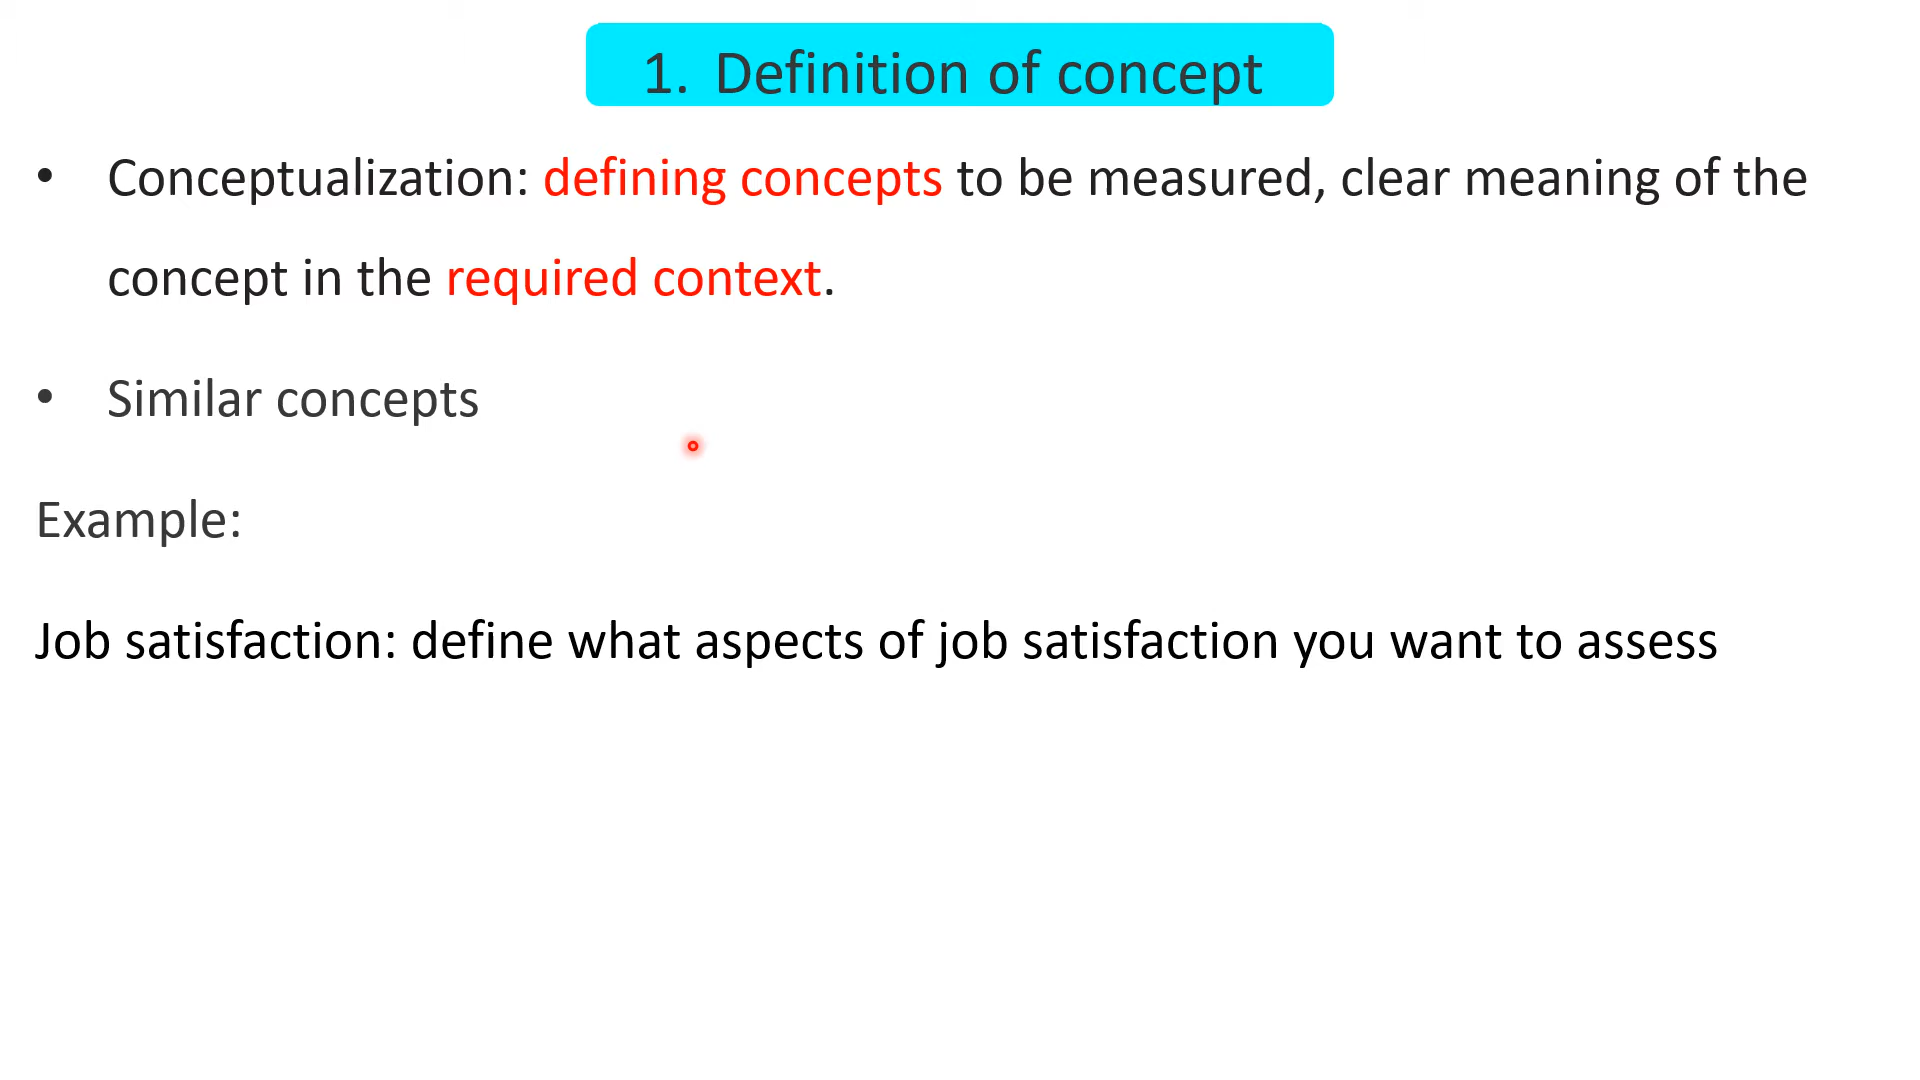 1. Definition of concept
• Conceptualization: defining concepts to be measured, clear meaning of the
concept in the required context.
• Similar concepts
Example:
Job satisfaction: define what aspects of job satisfaction you want to assess